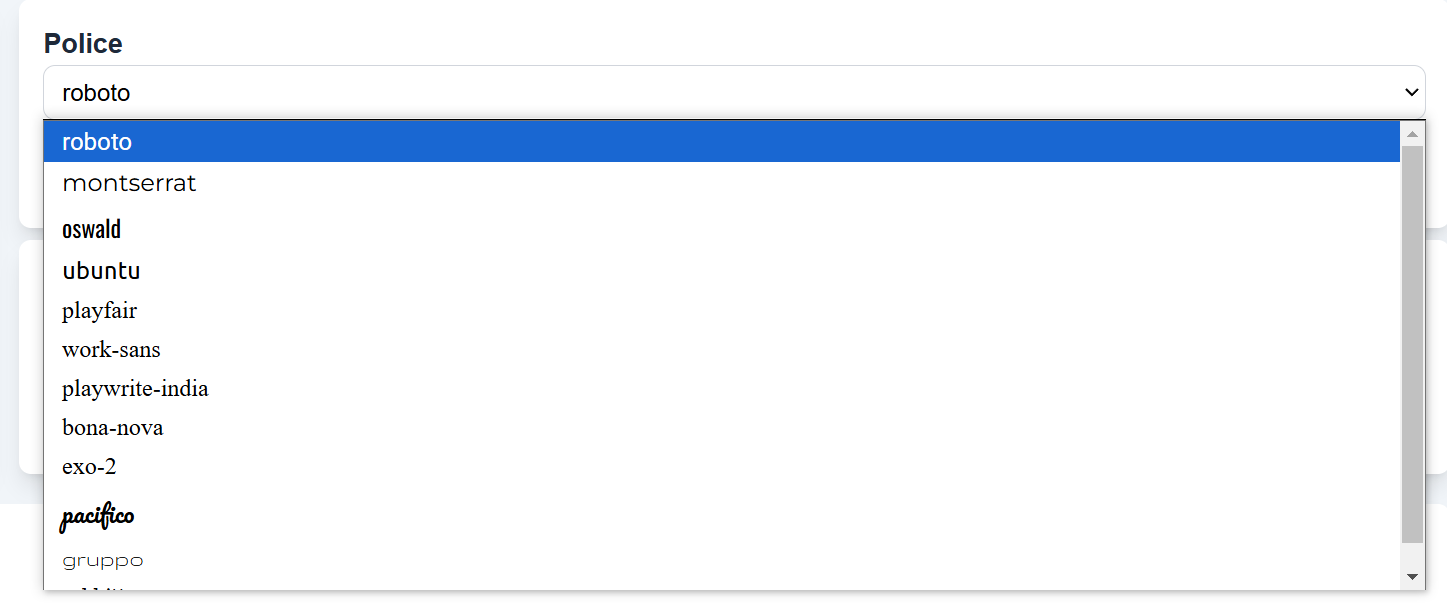 Police
roboto
roboto
montserrat
oswald
ubuntu
playfair
work-sans
playwrite-india
bona-nova
exo-2
pacifico
gruppo